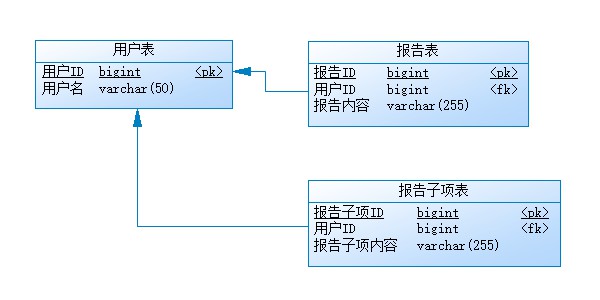 用户表
用户ID bigint <pk>
用户名 varchar(50)
报告表
报告ID bigint <pk>
用户ID bigint <fk>
报告内容 varchar(255)
报告子项表
报告子项ID bigint <pk>
用户ID bigint <fk>
报告子项内容 varchar(255)